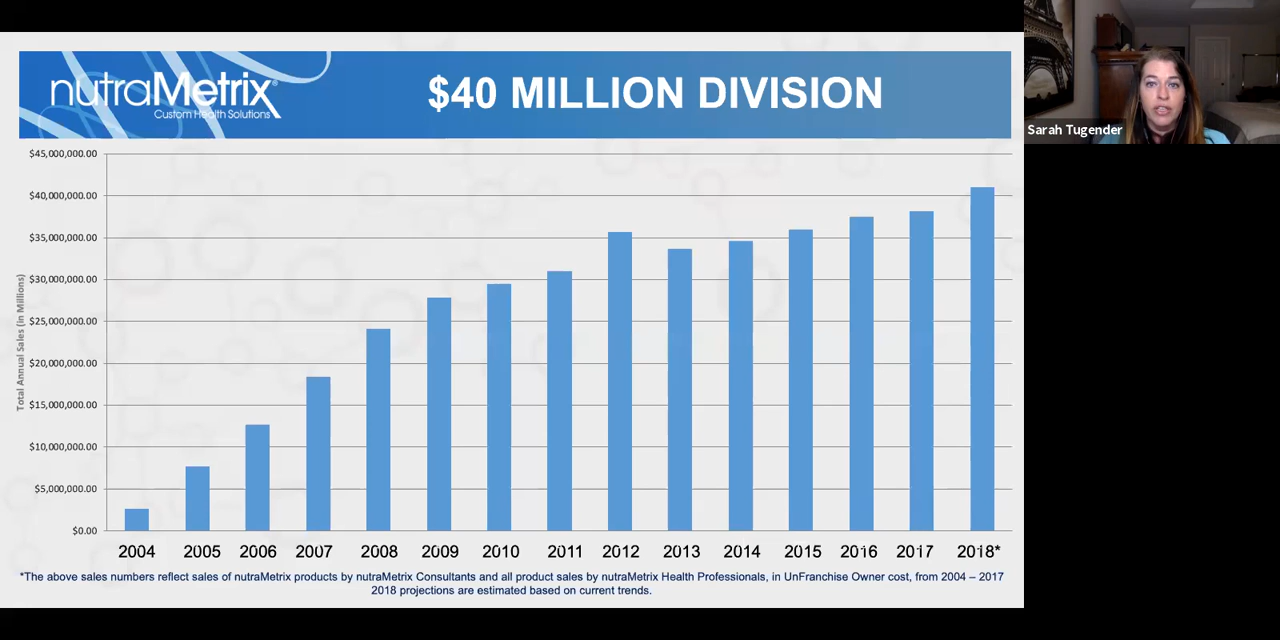 nutraMetrix®
Custom Health Solutions
$40 MILLION DIVISION
Sarah Tugender
Total Annual Sales (in Millions)
$45,000,000.00
$40,000,000.00
$35,000,000.00
$30,000,000.00
$25,000,000.00
$20,000,000.00
$15,000,000.00
$10,000,000.00
$5,000,000.00
$0.00
2004 2005 2006 2007 2008 2009 2010 2011 2012 2013 2014 2015 2016 2017 2018*
*The above sales numbers reflect sales of nutraMetrix products by nutraMetrix Consultants and all product sales by nutraMetrix Health Professionals, in UnFranchise Owner cost, from 2004 – 2017
2018 projections are estimated based on current trends.